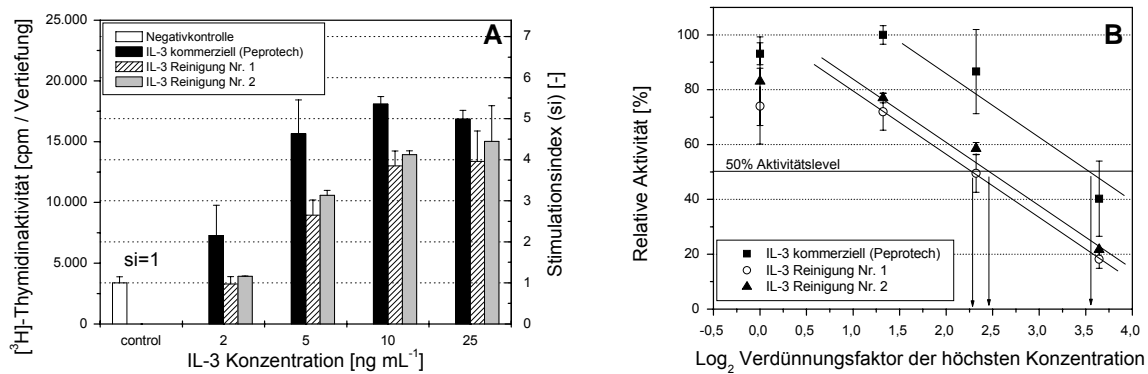 A
[³H]-Thymidinaktivität [cpm / Vertiefung]
25.000
20.000
15.000
10.000
5.000
0
Negativkontrolle
IL-3 kommerziell (Peprotech)
IL-3 Reinigung Nr. 1
IL-3 Reinigung Nr. 2
si=1
control 2 5 10 25
IL-3 Konzentration [ng mL⁻¹]
7
6
5
4
3
2
1
0
Stimulationsindex (si) [-]
B
Relative Aktivität [%]
100
80
60
40
20
0
50% Aktivitätslevel
IL-3 kommerziell (Peprotech)
IL-3 Reinigung Nr. 1
IL-3 Reinigung Nr. 2
-0,5 0,0 0,5 1,0 1,5 2,0 2,5 3,0 3,5 4,0
Log₂ Verdünnungsfaktor der höchsten Konzentration